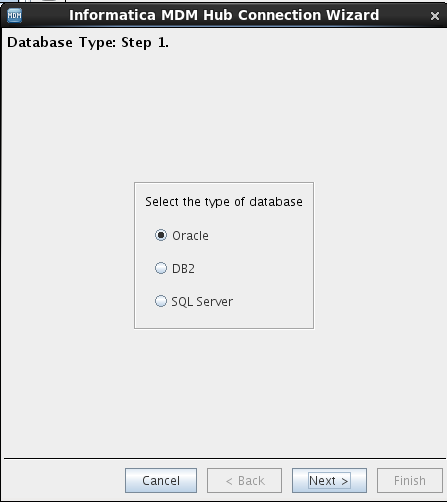 MDM
Informatica MDM Hub Connection Wizard
Database Type: Step 1.
Select the type of database
Oracle
DB2
SQL Server
Cancel
< Back
Next >
Finish